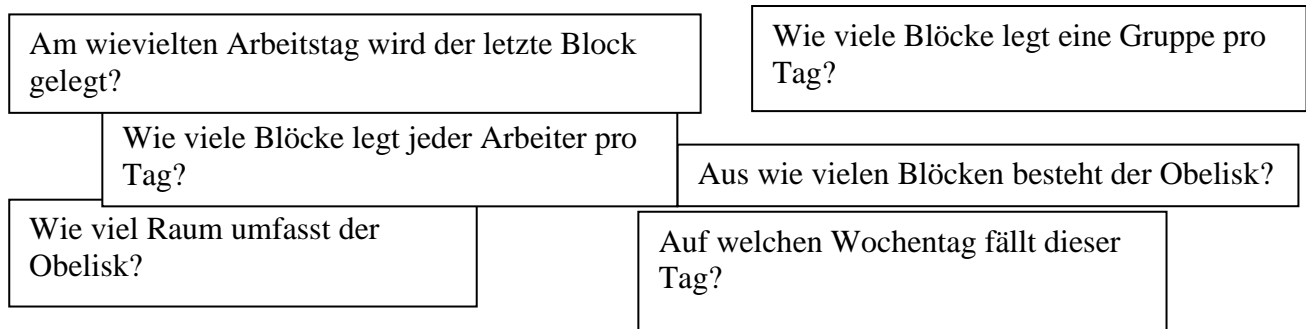 Am wievielten Arbeitstag wird der letzte Block
gelegt?
Wie viele Blöcke legt eine Gruppe pro
Tag?
Wie viele Blöcke legt jeder Arbeiter pro
Tag?
Aus wie vielen Blöcken besteht der Obelisk?
Wie viel Raum umfasst der
Obelisk?
Auf welchen Wochentag fällt dieser
Tag?